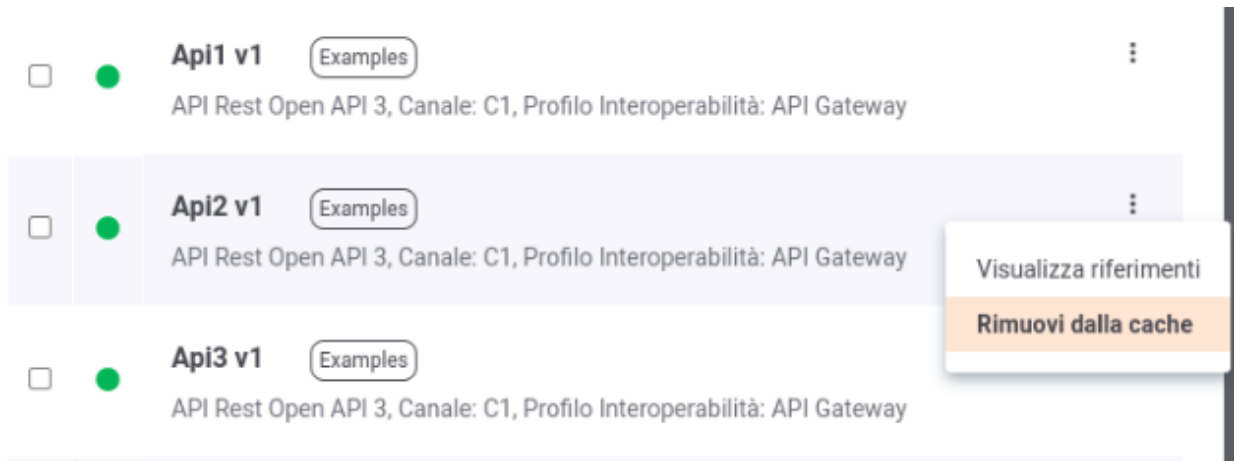 Api1 v1 Examples
API Rest Open API 3, Canale: C1, Profilo Interoperabilità: API Gateway
Api2 v1 Examples
API Rest Open API 3, Canale: C1, Profilo Interoperabilità: API Gateway
Visualizza riferimenti
Rimuovi dalla cache
Api3 v1 Examples
API Rest Open API 3, Canale: C1, Profilo Interoperabilità: API Gateway